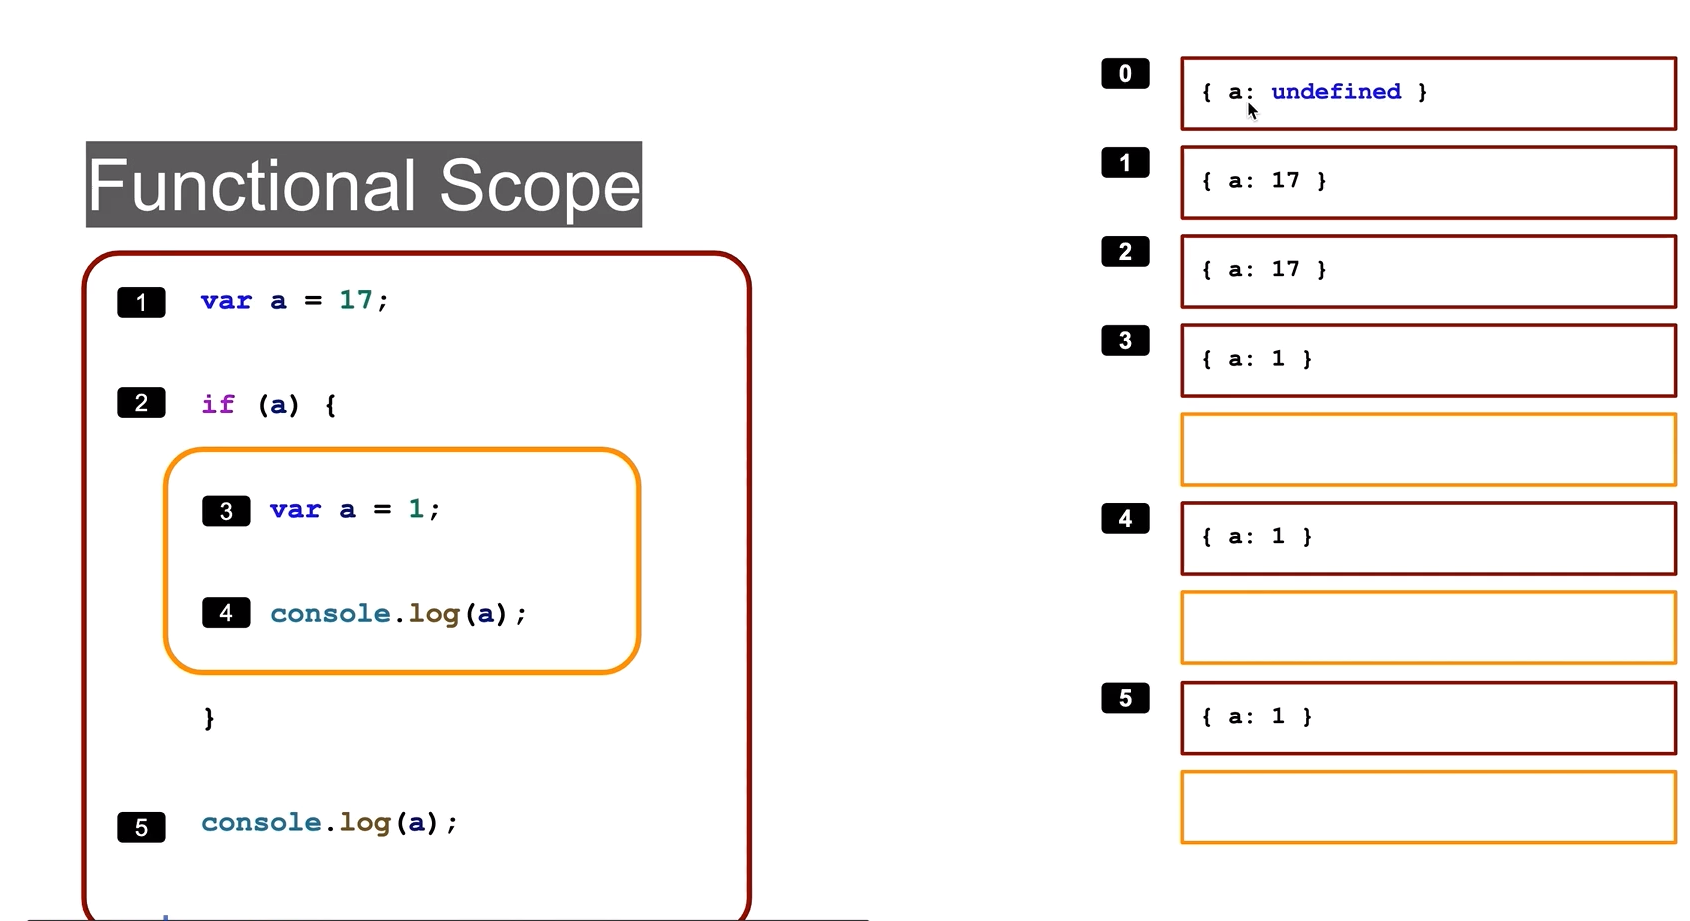 Functional Scope
1 var a = 17;
2 if (a) {
3 var a = 1;
4 console.log(a);
}
5 console.log(a);
0 { a: undefined }
1 { a: 17 }
2 { a: 17 }
3 { a: 1 }
4 { a: 1 }
5 { a: 1 }